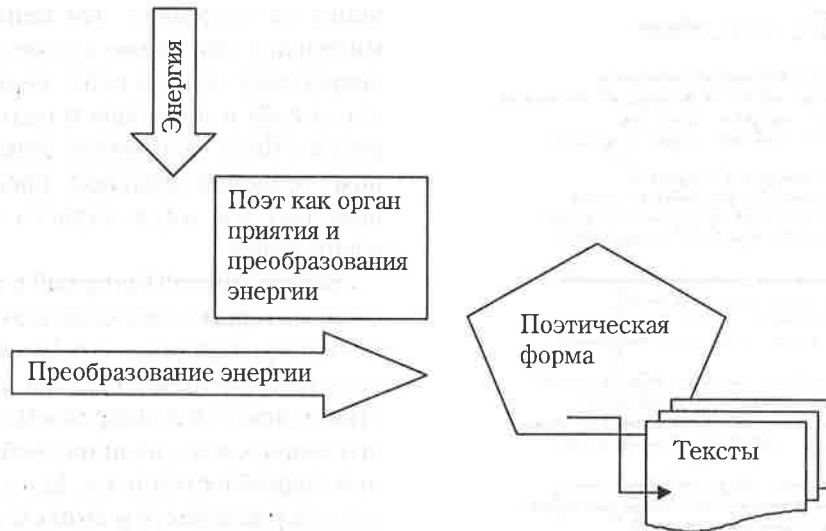 Энергия
Поэт как орган
приятия и
преобразования
энергии
Преобразование энергии
Поэтическая
форма
Тексты